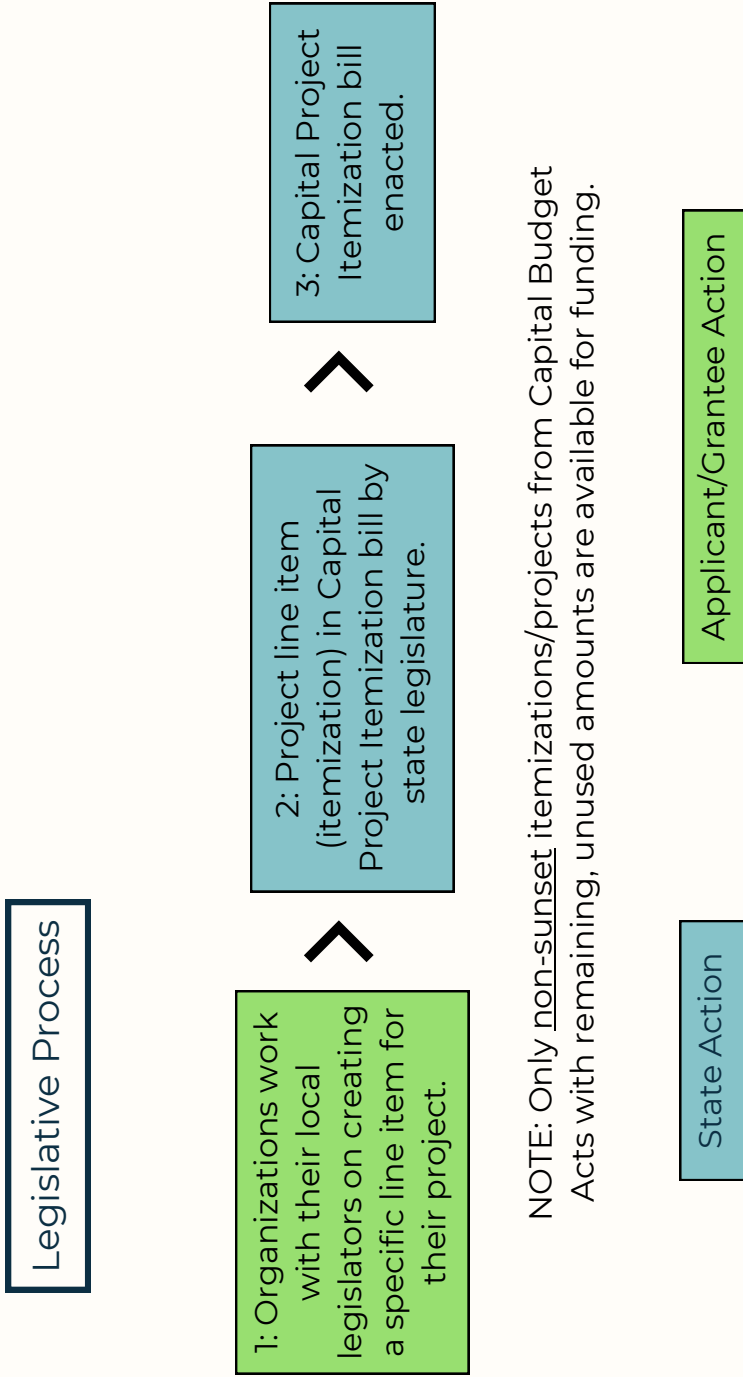 Legislative Process
1: Organizations work
with their local
legislators on creating
a specific line item for
their project.
2: Project line item
(itemization) in Capital
Project Itemization bill by
state legislature.
3: Capital Project
Itemization bill
enacted.
NOTE: Only non-sunset itemizations/projects from Capital Budget
Acts with remaining, unused amounts are available for funding.
State Action
Applicant/Grantee Action